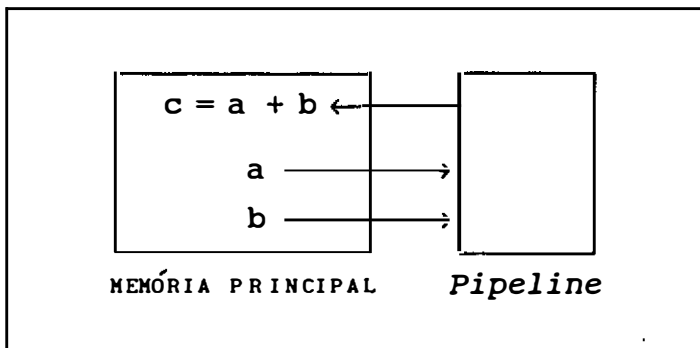 c = a + b
a
b
MEMÓRIA PRINCIPAL
Pipeline